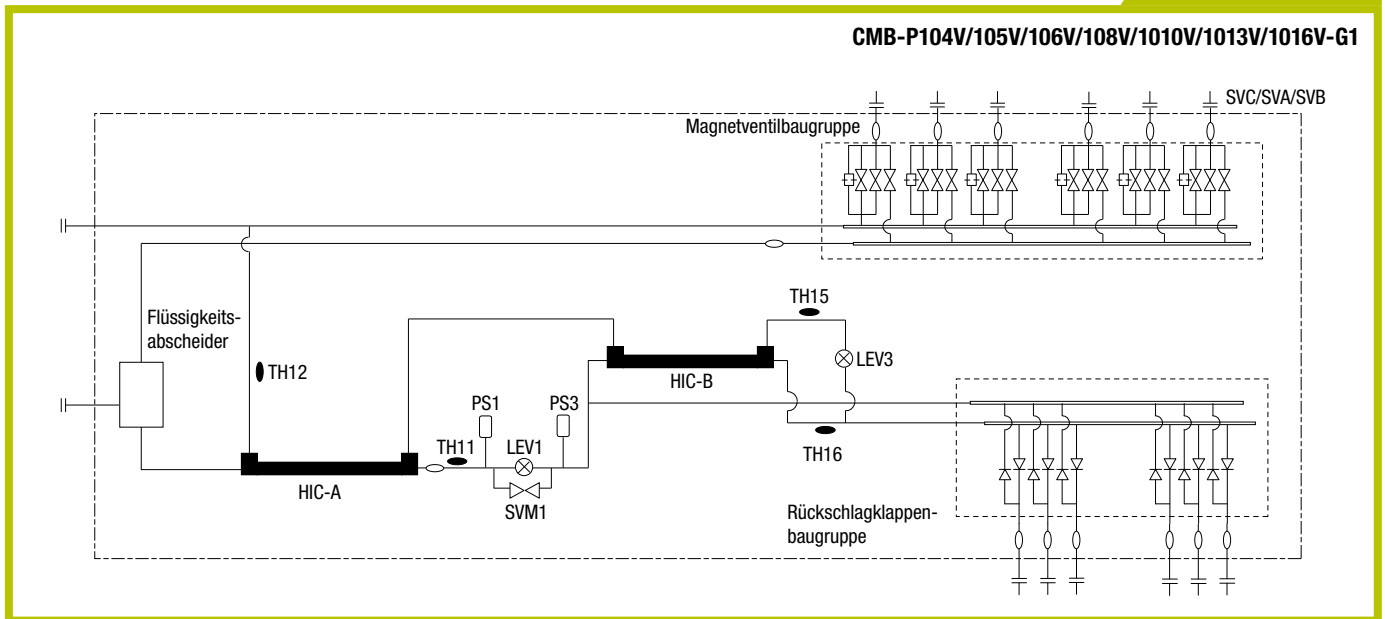 CMB-P104V/105V/106V/108V/1010V/1013V/1016V-G1
SVC/SVA/SVB
Magnetventilbaugruppe
Flüssigkeits-
abscheider
TH12
TH15
LEV3
HIC-B
PS1
PS3
TH11
LEV1
TH16
HIC-A
SVM1
Rückschlagklappen-
baugruppe